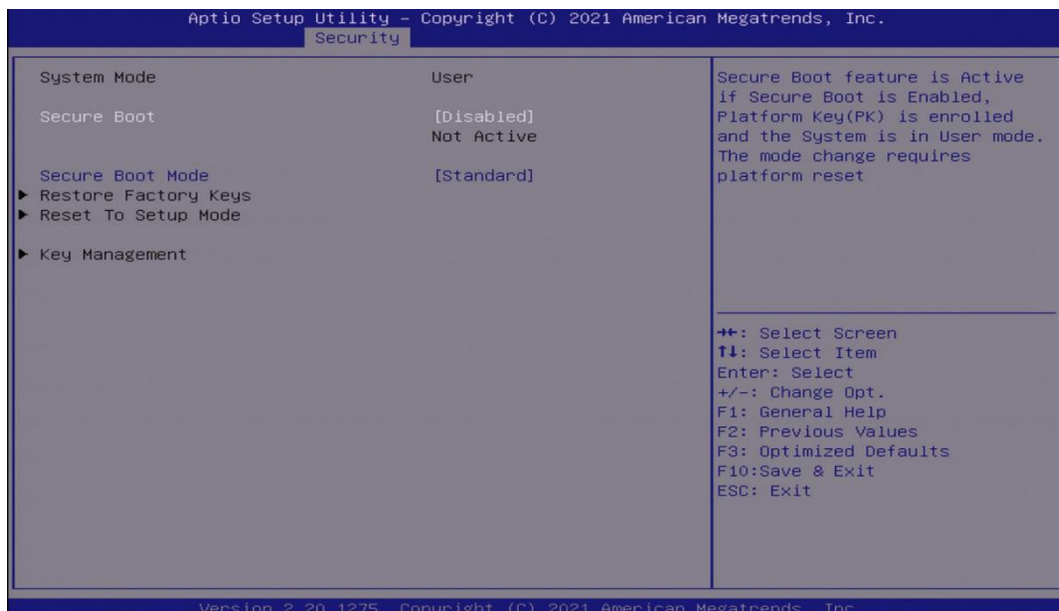 Aptio Setup Utility – Copyright (C) 2021 American Megatrends, Inc.
Security
System Mode User
Secure Boot [Disabled]
Not Active
Secure Boot Mode [Standard]
► Restore Factory Keys
► Reset To Setup Mode
► Key Management
Secure Boot feature is Active
if Secure Boot is Enabled,
Platform Key(PK) is enrolled
and the System is in User mode.
The mode change requires
platform reset
→←: Select Screen
↑↓: Select Item
Enter: Select
+/-: Change Opt.
F1: General Help
F2: Previous Values
F3: Optimized Defaults
F10:Save & Exit
ESC: Exit
Version 2.20.1275. Copyright (C) 2021 American Megatrends, Inc.